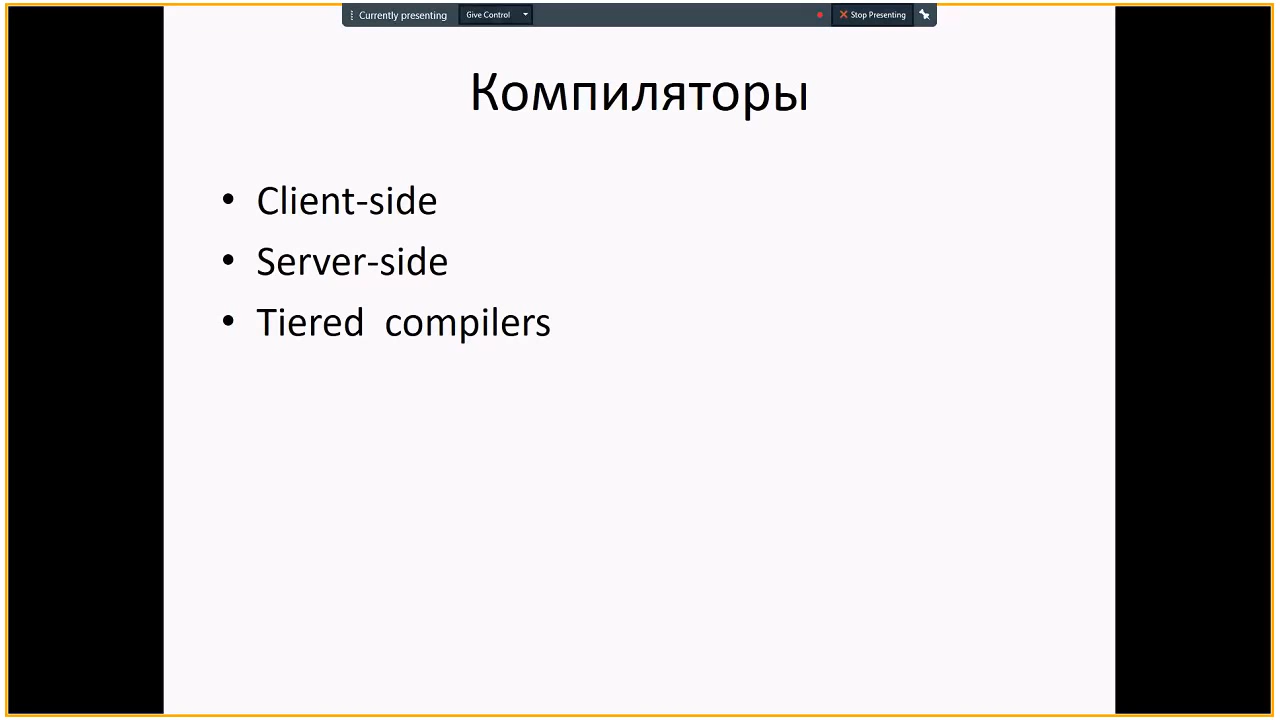 Currently presenting Give Control Stop Presenting
Компиляторы
• Client-side
• Server-side
• Tiered compilers